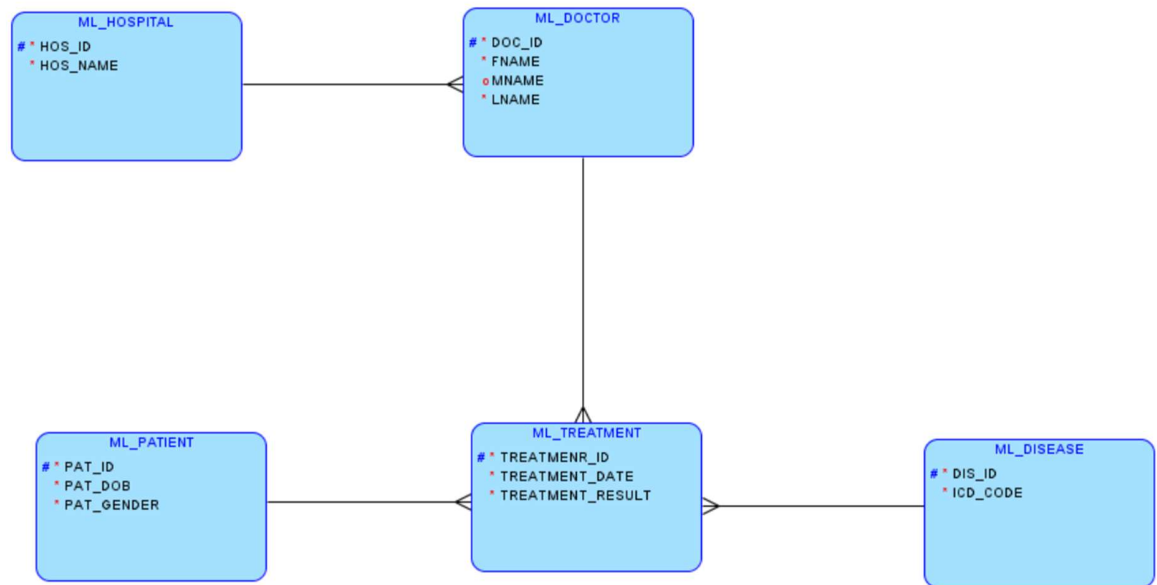 ML_HOSPITAL
# * HOS_ID
* HOS_NAME
ML_DOCTOR
# * DOC_ID
* FNAME
o MNAME
* LNAME
ML_PATIENT
# * PAT_ID
* PAT_DOB
* PAT_GENDER
ML_TREATMENT
# * TREATMENR_ID
* TREATMENT_DATE
* TREATMENT_RESULT
ML_DISEASE
# * DIS_ID
* ICD_CODE